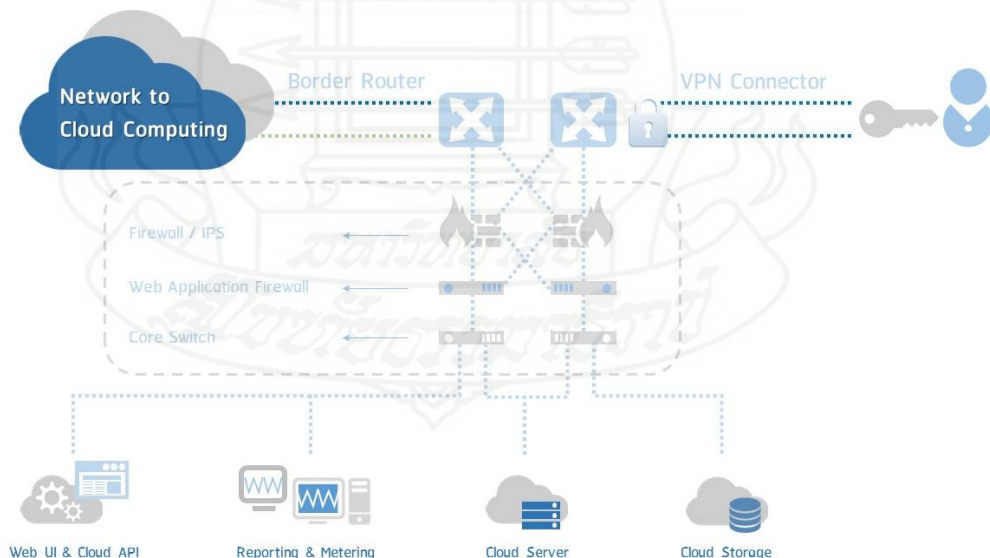 Border Router
VPN Connector
Network to
Cloud Computing
Firewall / IPS
Web Application Firewall
Core Switch
Web UI & Cloud API
Reporting & Metering
Cloud Server
Cloud Storage